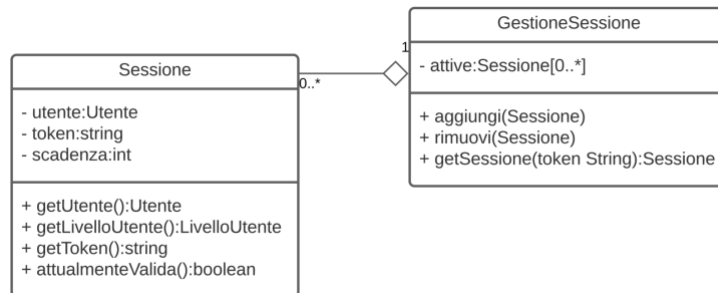 GestioneSessione
1
- attive:Sessione[0..*]
+ aggiungi(Sessione)
+ rimuovi(Sessione)
+ getSessione(token String):Sessione
Sessione
0..*
- utente:Utente
- token:string
- scadenza:int
+ getUtente():Utente
+ getLivelloUtente():LivelloUtente
+ getToken():string
+ attualmenteValida():boolean